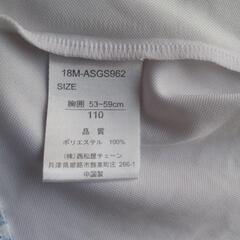 18M-ASGS962
SIZE
胸囲 53~59cm
110
品質
ポリエステル 100%
(株)西松屋チェーン
兵庫県姫路市飾東町庄 266-1
中国製